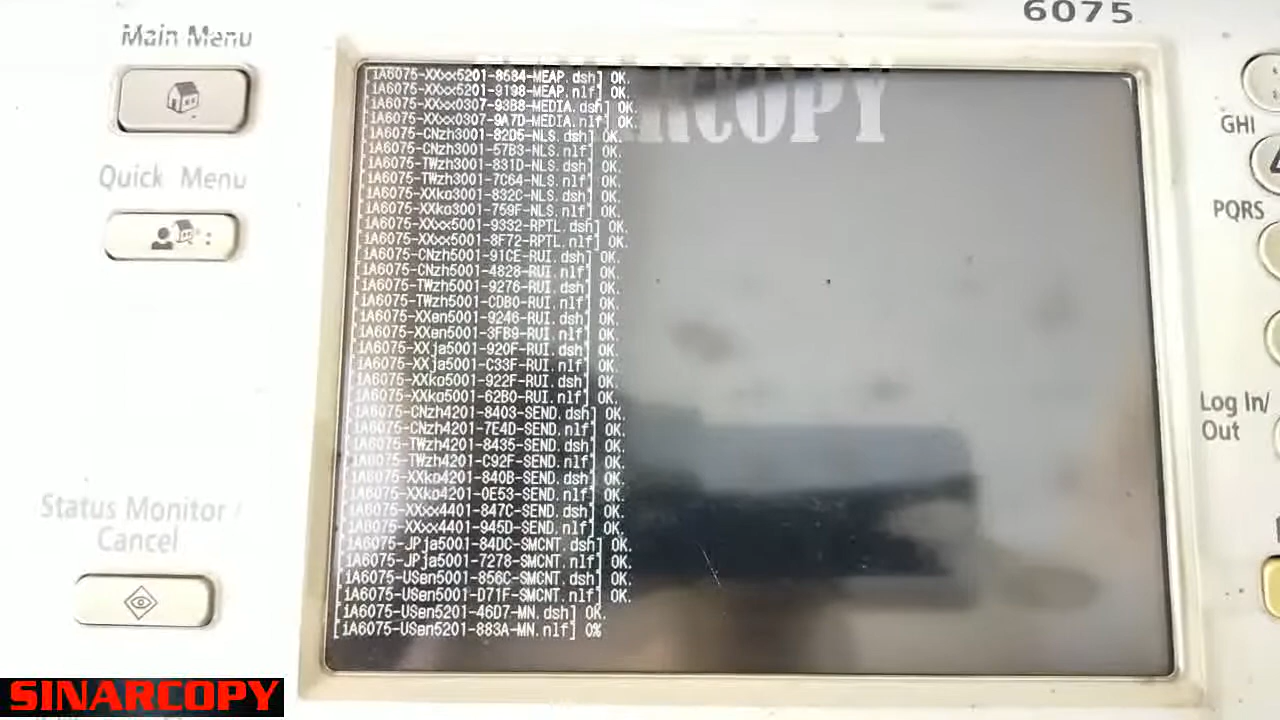 6075
Main Menu
[iA6075-XXxx5201-8584-MEAP.dsh] OK.
[iA6075-XXxx5201-9198-MEAP.nlf] OK.
[iA6075-XXxx0307-93B8-MEDIA.dsh] OK.
[iA6075-XXxx0307-9A7D-MEDIA.nlf] OK.
[iA6075-CNzh3001-82D5-NLS.dsh] OK.
[iA6075-CNzh3001-57B3-NLS.nlf] OK.
[iA6075-TWzh3001-831D-NLS.dsh] OK.
[iA6075-TWzh3001-7C64-NLS.nlf] OK.
[iA6075-XXko3001-832C-NLS.dsh] OK.
[iA6075-XXko3001-759F-NLS.nlf] OK.
[iA6075-XXxx5001-9332-RPTL.dsh] OK.
[iA6075-XXxx5001-8F72-RPTL.nlf] OK.
[iA6075-CNzh5001-91CE-RUI.dsh] OK.
[iA6075-CNzh5001-4828-RUI.nlf] OK.
[iA6075-TWzh5001-9276-RUI.dsh] OK.
[iA6075-TWzh5001-CDB0-RUI.nlf] OK.
[iA6075-XXen5001-9246-RUI.dsh] OK.
[iA6075-XXen5001-3FB9-RUI.nlf] OK.
[iA6075-XXja5001-920F-RUI.dsh] OK.
[iA6075-XXja5001-C33F-RUI.nlf] OK.
[iA6075-XXko5001-922F-RUI.dsh] OK.
[iA6075-XXko5001-62B0-RUI.nlf] OK.
[iA6075-CNzh4201-8403-SEND.dsh] OK.
[iA6075-CNzh4201-7E4D-SEND.nlf] OK.
[iA6075-TWzh4201-8435-SEND.dsh] OK.
[iA6075-TWzh4201-C92F-SEND.nlf] OK.
[iA6075-XXko4201-840B-SEND.dsh] OK.
[iA6075-XXko4201-0E53-SEND.nlf] OK.
[iA6075-XXxx4401-847C-SEND.dsh] OK.
[iA6075-XXxx4401-945D-SEND.nlf] OK.
[iA6075-JPja5001-84DC-SMCNT.dsh] OK.
[iA6075-JPja5001-7278-SMCNT.nlf] OK.
[iA6075-USen5001-856C-SMCNT.dsh] OK.
[iA6075-USen5001-D71F-SMCNT.nlf] OK.
[iA6075-USen5201-46D7-MN.dsh] OK.
[iA6075-USen5201-883A-MN.nlf] 0%
Quick Menu
Status Monitor /
Cancel
GHI
PQRS
Log In/
Out
SINARCOPY